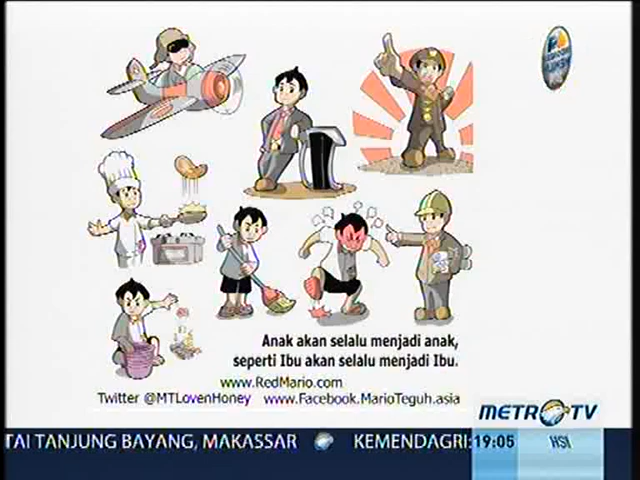 Anak akan selalu menjadi anak,
seperti Ibu akan selalu menjadi Ibu.
www.RedMario.com
Twitter @MTLovenHoney www.Facebook.MarioTeguh.asia
METRO TV
TAI TANJUNG BAYANG, MAKASSAR KEMENDAGRI: 19:05 HSI